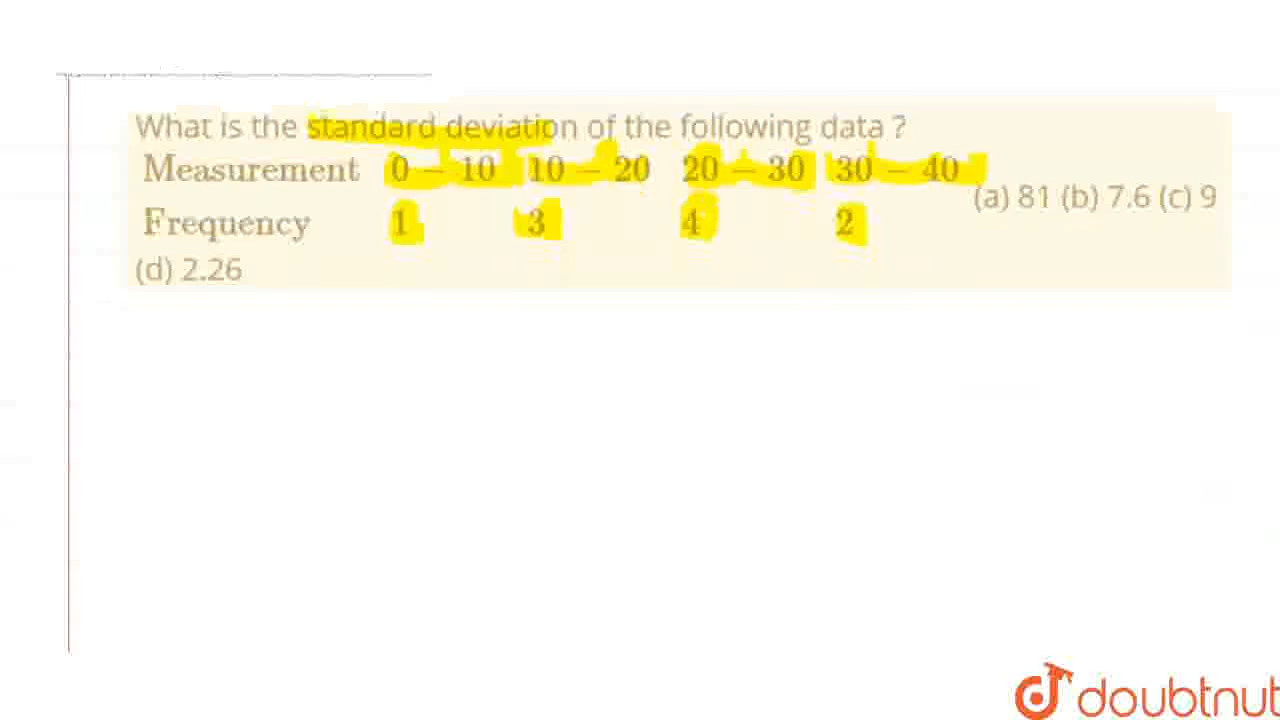 What is the standard deviation of the following data ?
Measurement 0 – 10 10 – 20 20 – 30 30 – 40
(a) 81 (b) 7.6 (c) 9
Frequency 1 3 4 2
(d) 2.26
doubtnut